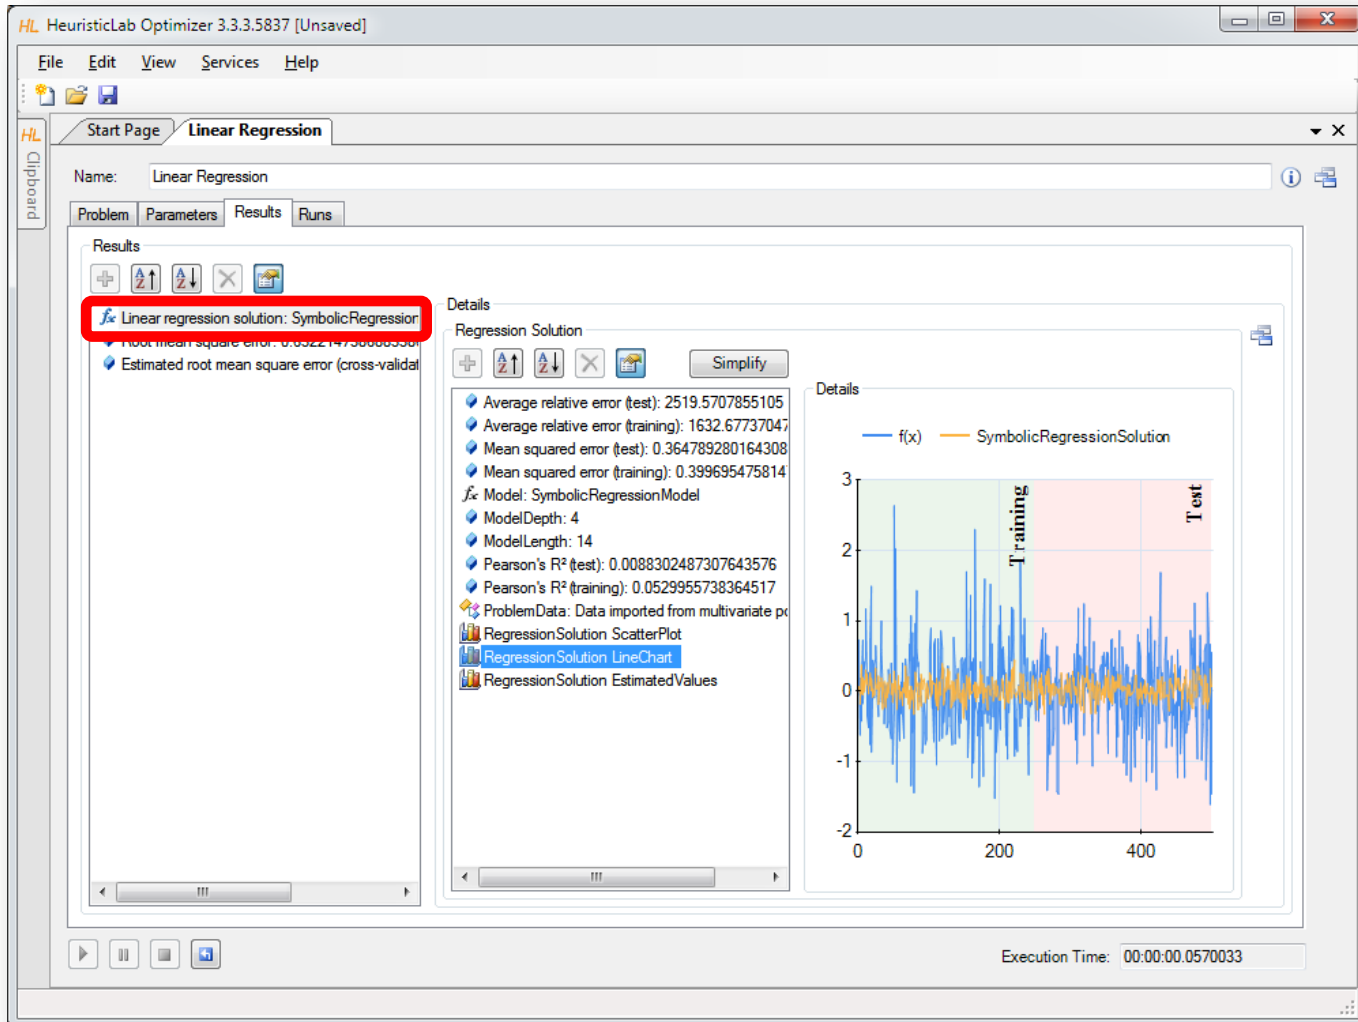 HL HeuristicLab Optimizer 3.3.3.5837 [Unsaved]
File Edit View Services Help
HL Clipboard
Start Page Linear Regression
Name: Linear Regression
Problem Parameters Results Runs
Results
Linear regression solution: SymbolicRegression
Root mean square error:
Estimated root mean square error (cross-validat
Details
Regression Solution
Simplify
Average relative error (test): 2519.5707855105
Average relative error (training): 1632.67737047
Mean squared error (test): 0.364789280164308
Mean squared error (training): 0.399695475814
Model: SymbolicRegressionModel
ModelDepth: 4
ModelLength: 14
Pearson's R² (test): 0.0088302487307643576
Pearson's R² (training): 0.0529955738364517
ProblemData: Data imported from multivariate po
RegressionSolution ScatterPlot
RegressionSolution LineChart
RegressionSolution EstimatedValues
Details
f(x) SymbolicRegressionSolution
Training
Test
3
2
1
0
-1
-2
0 200 400
Execution Time: 00:00:00.0570033